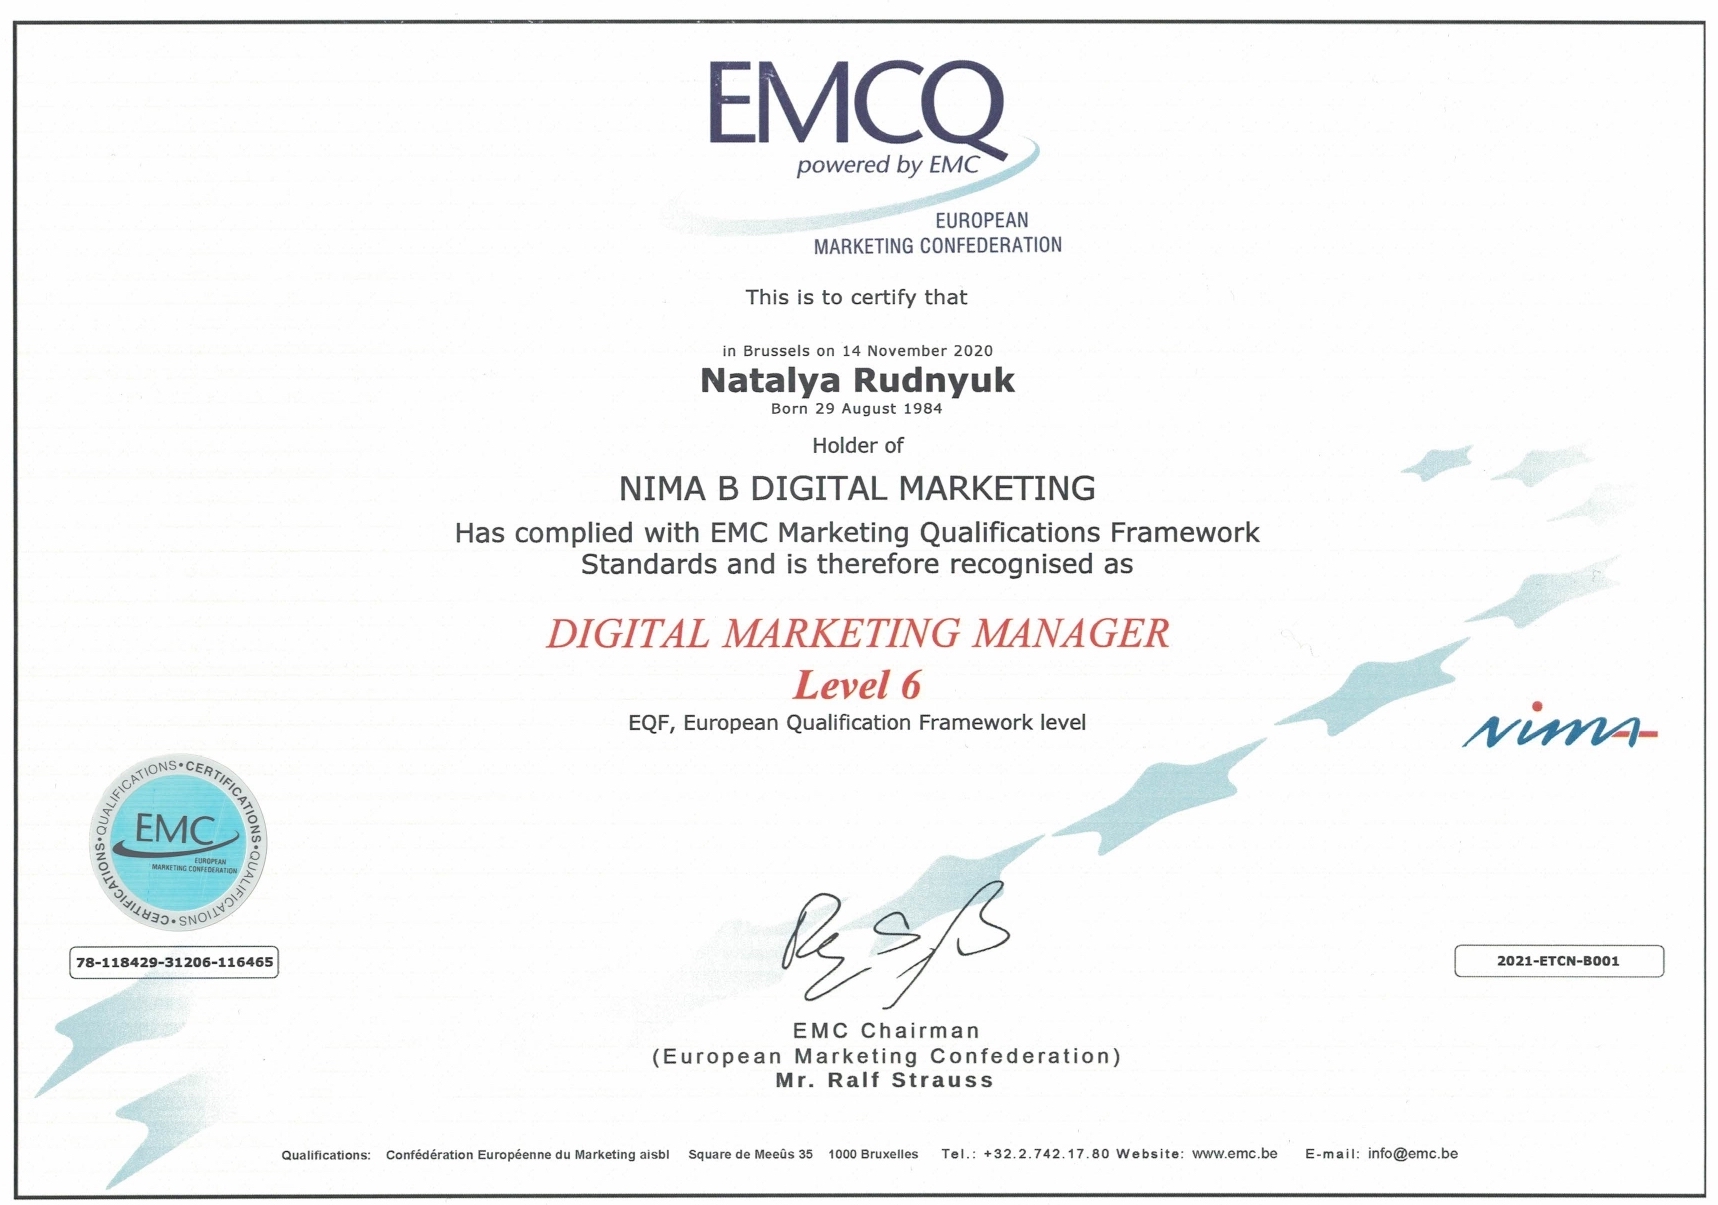 EMCQ
powered by EMC
EUROPEAN
MARKETING CONFEDERATION
This is to certify that
in Brussels on 14 November 2020
Natalya Rudnyuk
Born 29 August 1984
Holder of
NIMA B DIGITAL MARKETING
Has complied with EMC Marketing Qualifications Framework
Standards and is therefore recognised as
DIGITAL MARKETING MANAGER
Level 6
EQF, European Qualification Framework level
nimA
QUALIFICATIONS•CERTIFICATIONS•QUALIFICATIONS•CERTIFICATIONS•
EMC
EUROPEAN
MARKETING CONFEDERATION
78-118429-31206-116465
2021-ETCN-B001
EMC Chairman
(European Marketing Confederation)
Mr. Ralf Strauss
Qualifications: Confédération Européenne du Marketing aisbl Square de Meeûs 35 1000 Bruxelles Tel.: +32.2.742.17.80 Website: www.emc.be E-mail: info@emc.be